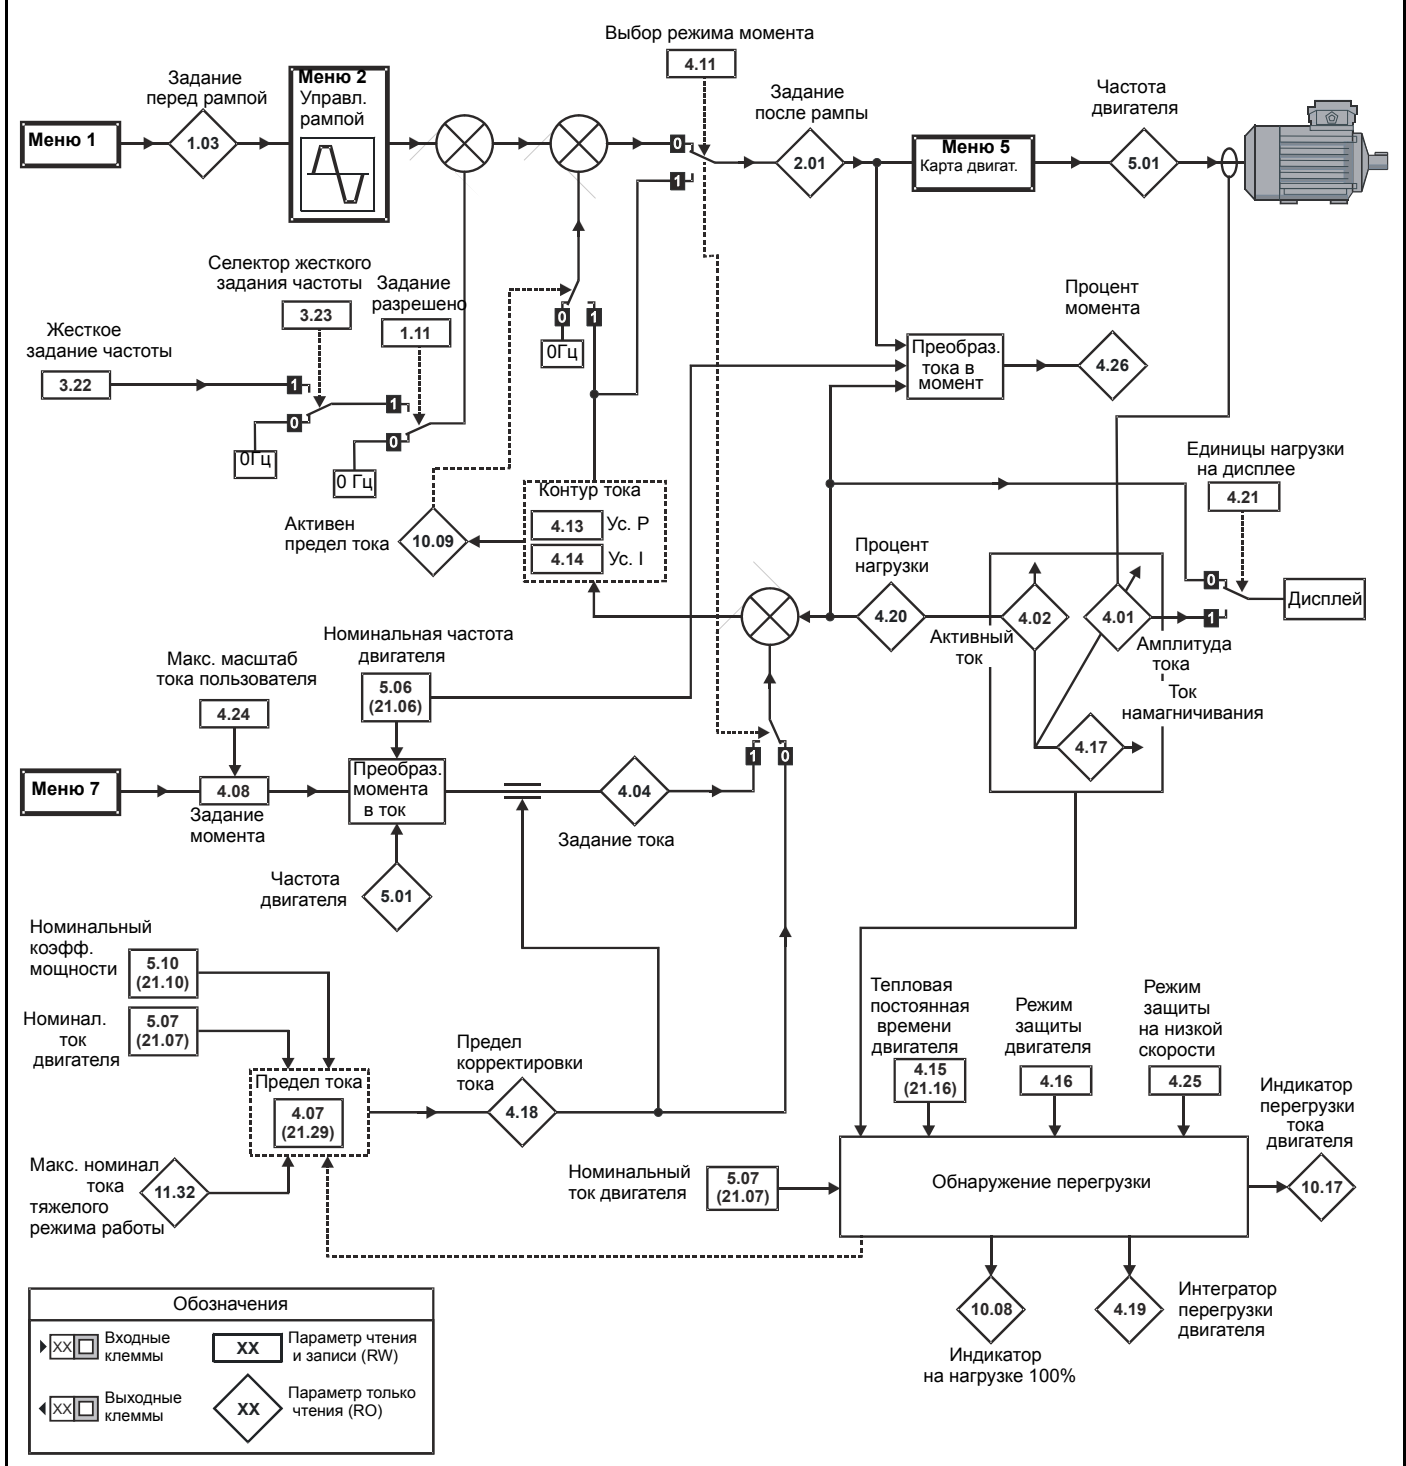 Выбор режима момента
4.11
Задание
перед рампой
1.03
Меню 1
Меню 2
Управл.
рампой
0
1
Задание
после рампы
2.01
Меню 5
Карта двигат.
Частота
двигателя
5.01
Селектор жесткого
задания частоты
3.23
Задание
разрешено
1.11
Жесткое
задание частоты
3.22
1
0
0Гц
1
0
0 Гц
0
1
0Гц
Процент
момента
Преобраз.
тока в
момент
4.26
Единицы нагрузки
на дисплее
4.21
Контур тока
4.13
Ус. P
4.14
Ус. I
Активен
предел тока
10.09
Процент
нагрузки
4.20
4.02
4.01
Активный
ток
Амплитуда
тока
0
1
Дисплей
Ток
намагничивания
4.17
Номинальная частота
двигателя
5.06
(21.06)
Макс. масштаб
тока пользователя
4.24
Меню 7
4.08
Задание
момента
Преобраз.
момента
в ток
4.04
Задание тока
1
0
Частота
двигателя
5.01
Номинальный
коэфф.
мощности
5.10
(21.10)
Номинал.
ток
двигателя
5.07
(21.07)
Предел тока
4.07
(21.29)
Предел
корректировки
тока
4.18
Макс. номинал
тока
тяжелого
режима работы
11.32
Тепловая
постоянная
времени
двигателя
4.15
(21.16)
Режим
защиты
двигателя
4.16
Режим
защиты
на низкой
скорости
4.25
Индикатор
перегрузки
тока
двигателя
10.17
Номинальный
ток двигателя
5.07
(21.07)
Обнаружение перегрузки
10.08
Индикатор
на нагрузке 100%
4.19
Интегратор
перегрузки
двигателя
Обозначения
XX
Входные
клеммы
XX
Параметр чтения
и записи (RW)
XX
Выходные
клеммы
XX
Параметр только
чтения (RO)